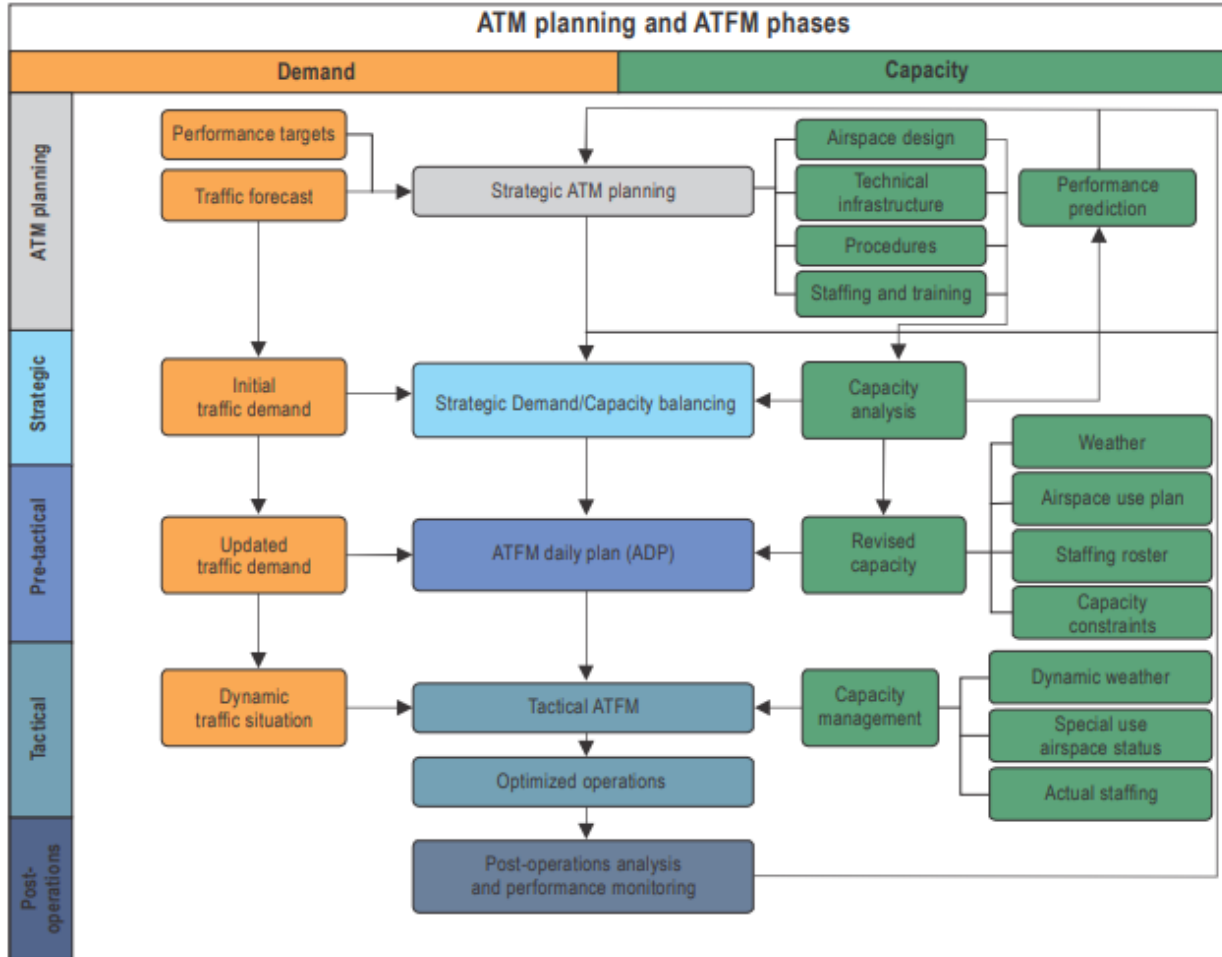 ATM planning and ATFM phases
Demand
Capacity
ATM planning
Performance targets
Traffic forecast
Strategic ATM planning
Airspace design
Technical
infrastructure
Procedures
Staffing and training
Performance
prediction
Strategic
Initial
traffic demand
Strategic Demand/Capacity balancing
Capacity
analysis
Pre-tactical
Updated
traffic demand
ATFM daily plan (ADP)
Revised
capacity
Weather
Airspace use plan
Staffing roster
Capacity
constraints
Tactical
Dynamic
traffic situation
Tactical ATFM
Optimized operations
Capacity
management
Dynamic weather
Special use
airspace status
Actual staffing
Post-
operations
Post-operations analysis
and performance monitoring